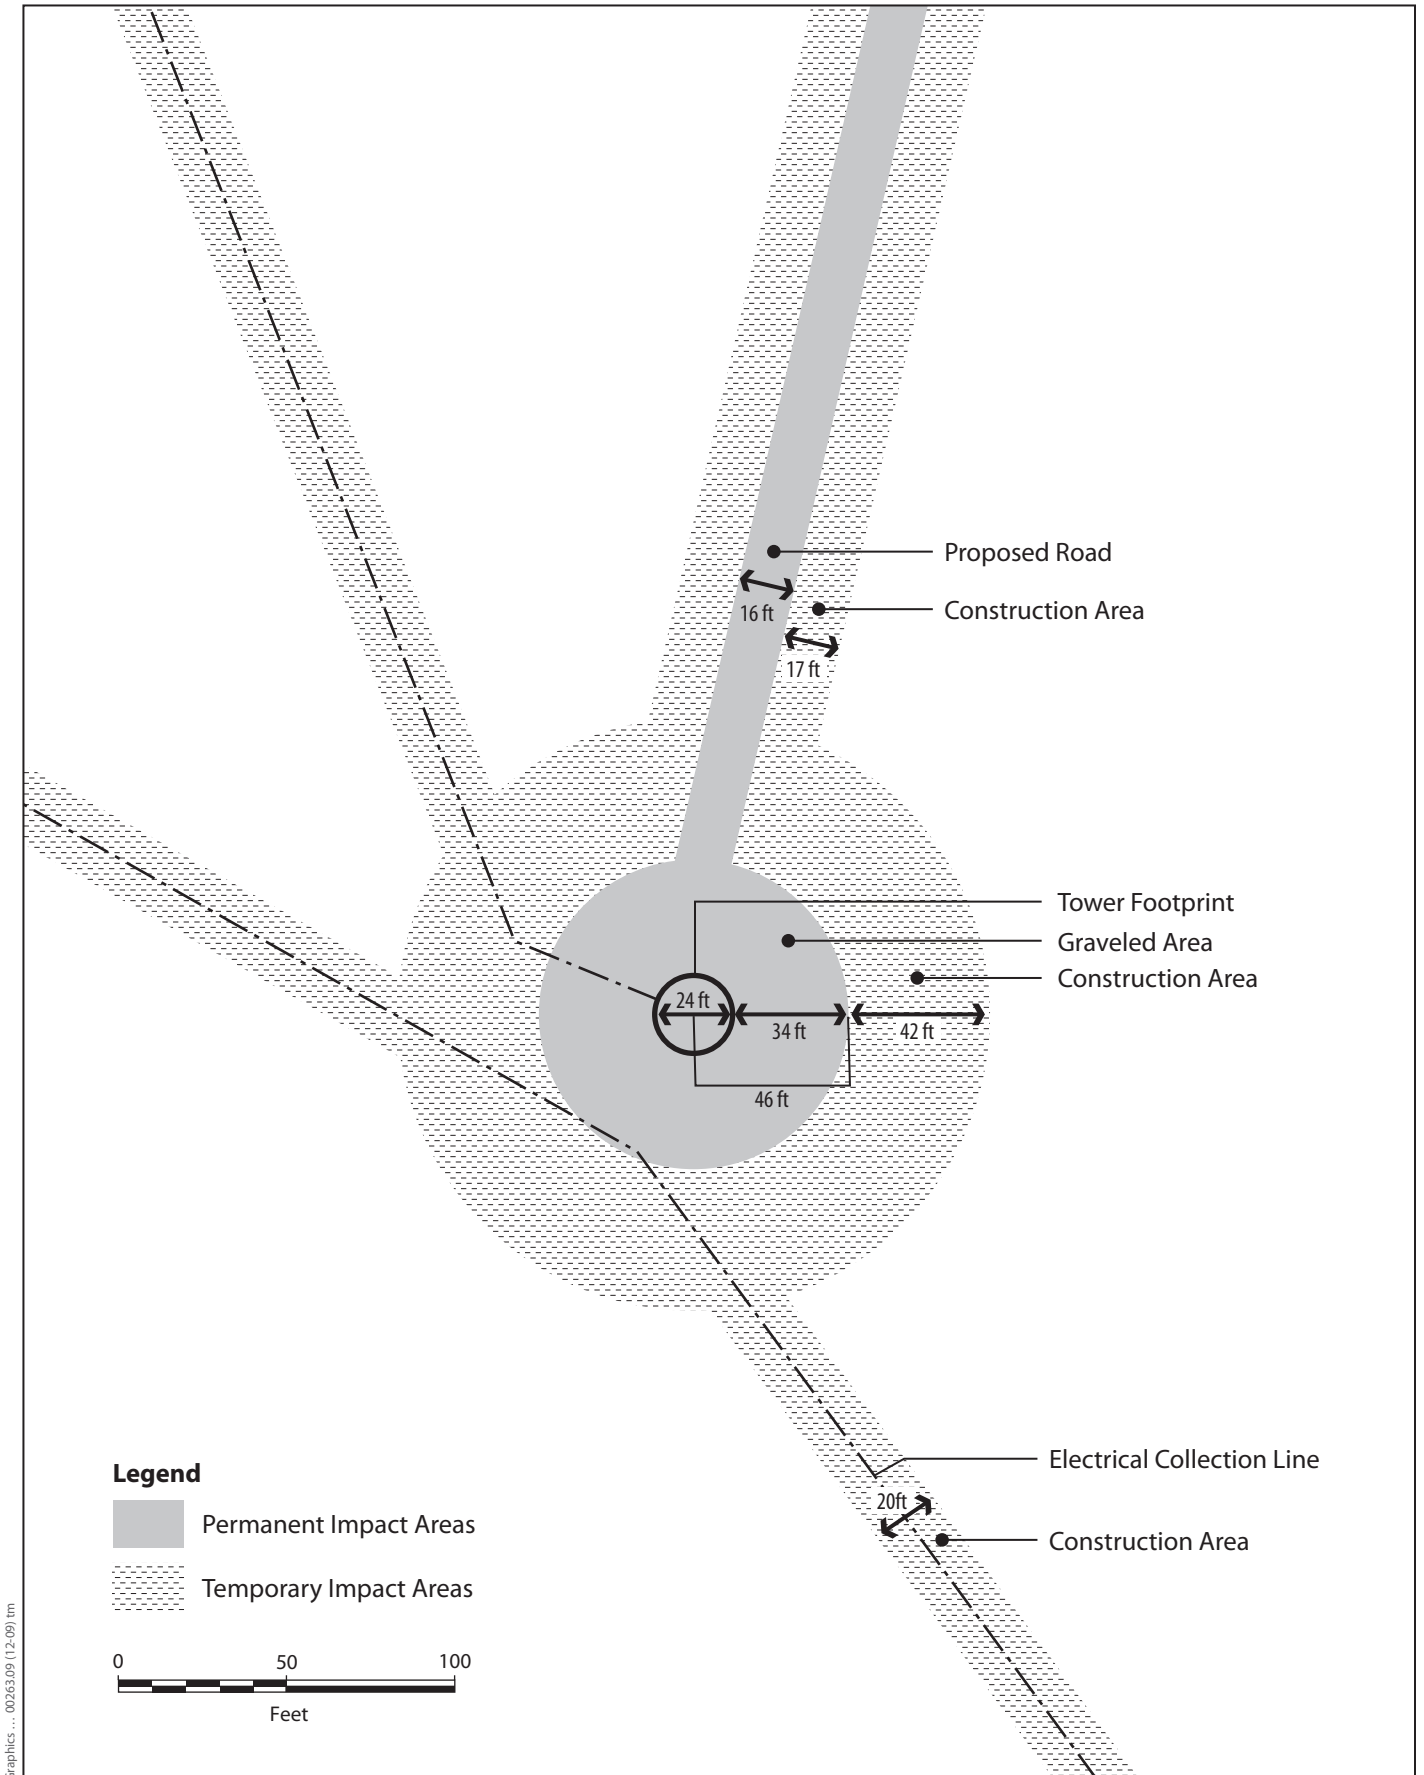 Proposed Road
16 ft
Construction Area
17 ft
Tower Footprint
Graveled Area
Construction Area
24 ft
34 ft
42 ft
46 ft
Electrical Collection Line
20ft
Construction Area
Legend
Permanent Impact Areas
Temporary Impact Areas
0 50 100
Feet
raphics … 00263.09 (12-09) tm